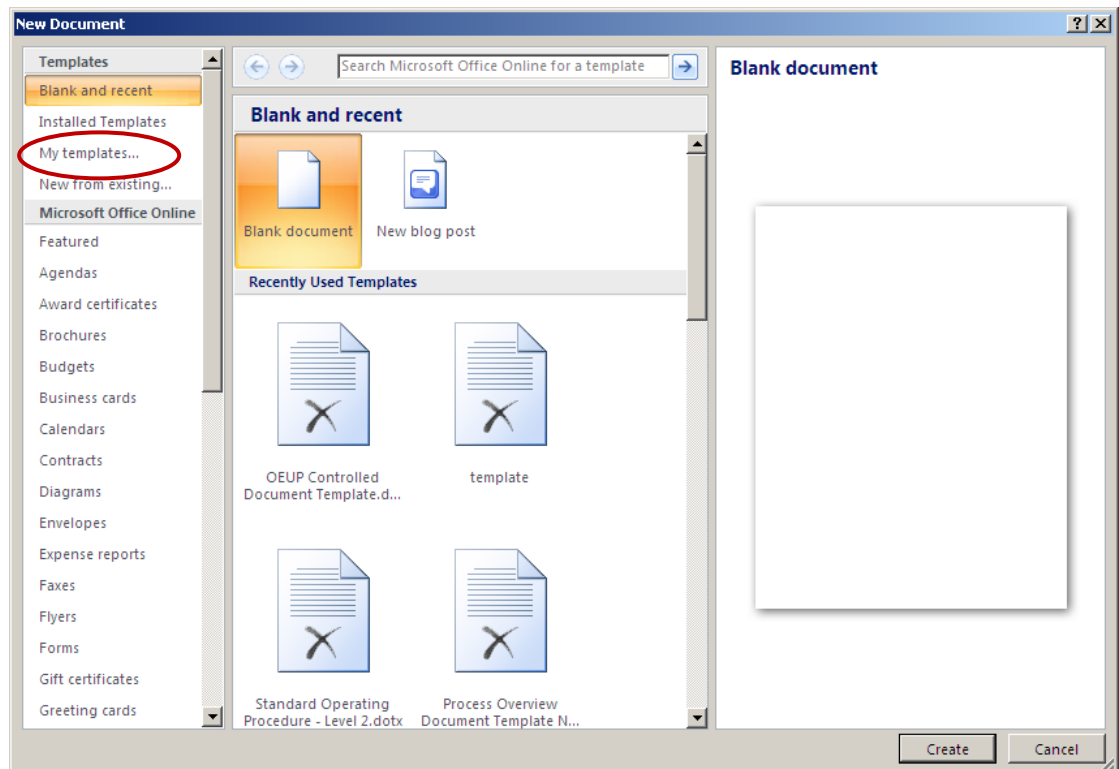 New Document
Templates
Blank and recent
Installed Templates
My templates...
New from existing...
Microsoft Office Online
Featured
Agendas
Award certificates
Brochures
Budgets
Business cards
Calendars
Contracts
Diagrams
Envelopes
Expense reports
Faxes
Flyers
Forms
Gift certificates
Greeting cards
Search Microsoft Office Online for a template
Blank and recent
Blank document
New blog post
Recently Used Templates
OEUP Controlled
Document Template.d...
template
Standard Operating
Procedure - Level 2.dotx
Process Overview
Document Template N...
Blank document
Create
Cancel